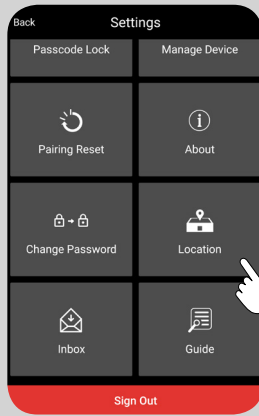 Back
Settings
Passcode Lock
Manage Device
Pairing Reset
About
Change Password
Location
Inbox
Guide
Sign Out